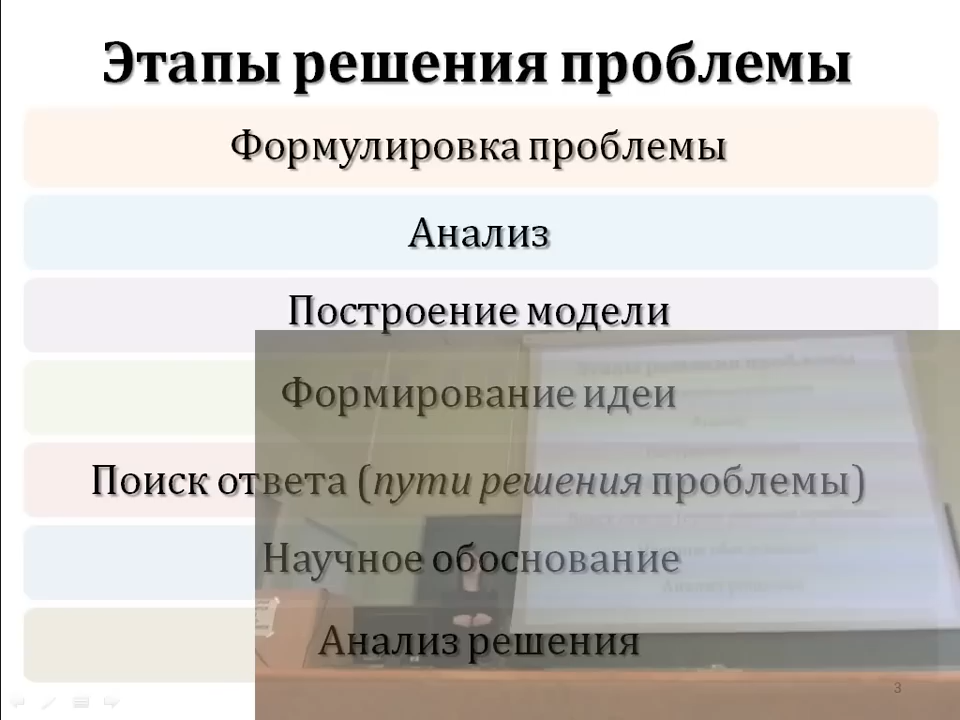 Этапы решения проблемы
Формулировка проблемы
Анализ
Построение модели
Формирование идеи
Поиск ответа (пути решения проблемы)
Научное обоснование
Анализ решения
3